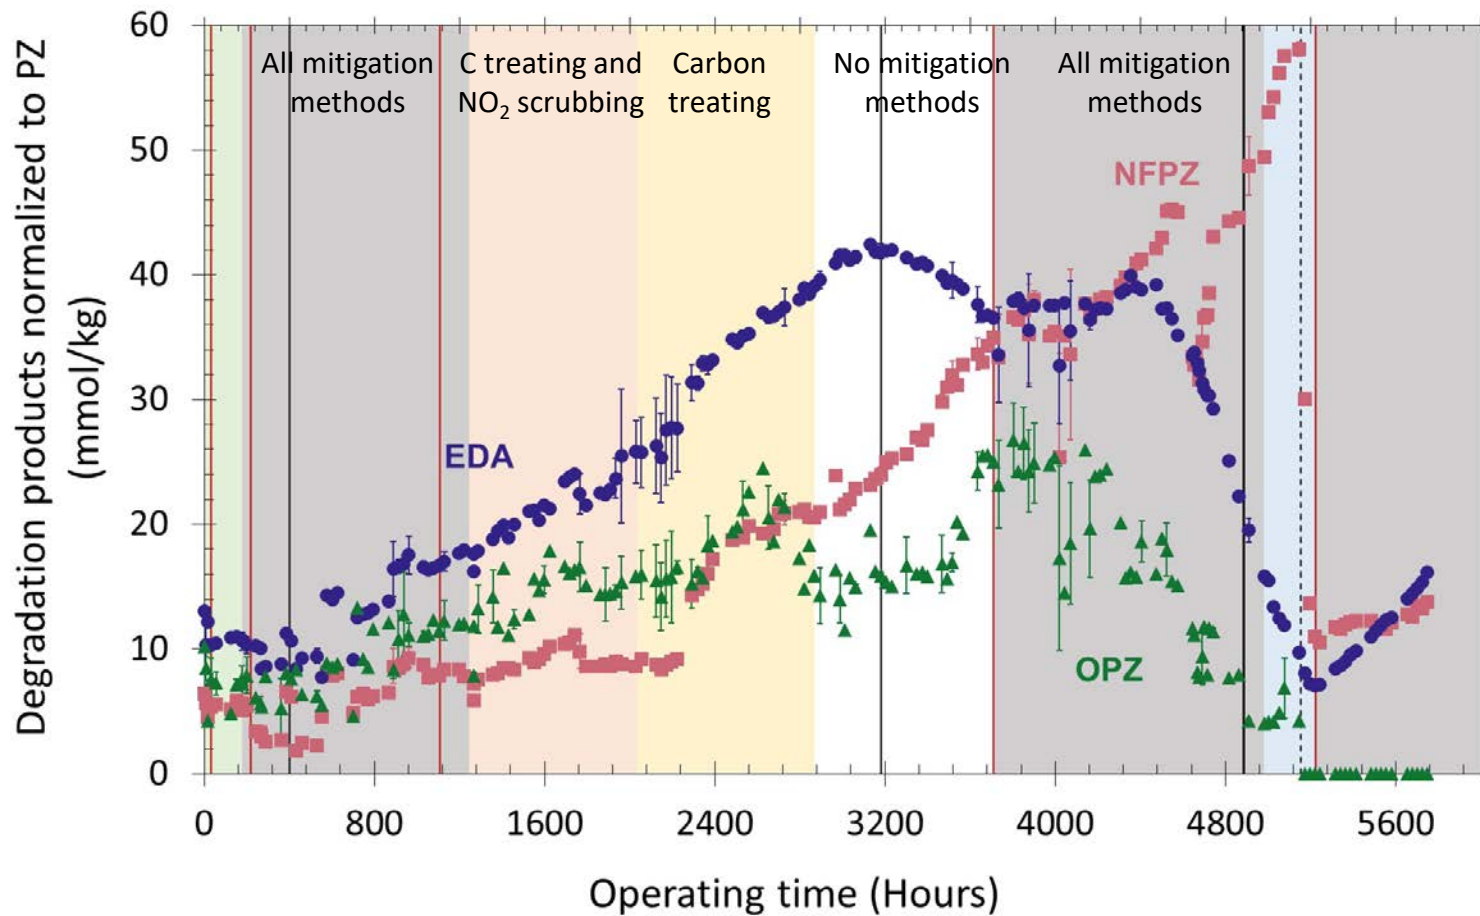 Degradation products normalized to PZ
(mmol/kg)
60
50
40
30
20
10
0
All mitigation
methods
C treating and
NO₂ scrubbing
Carbon
treating
No mitigation
methods
All mitigation
methods
NFPZ
EDA
OPZ
0 800 1600 2400 3200 4000 4800 5600
Operating time (Hours)